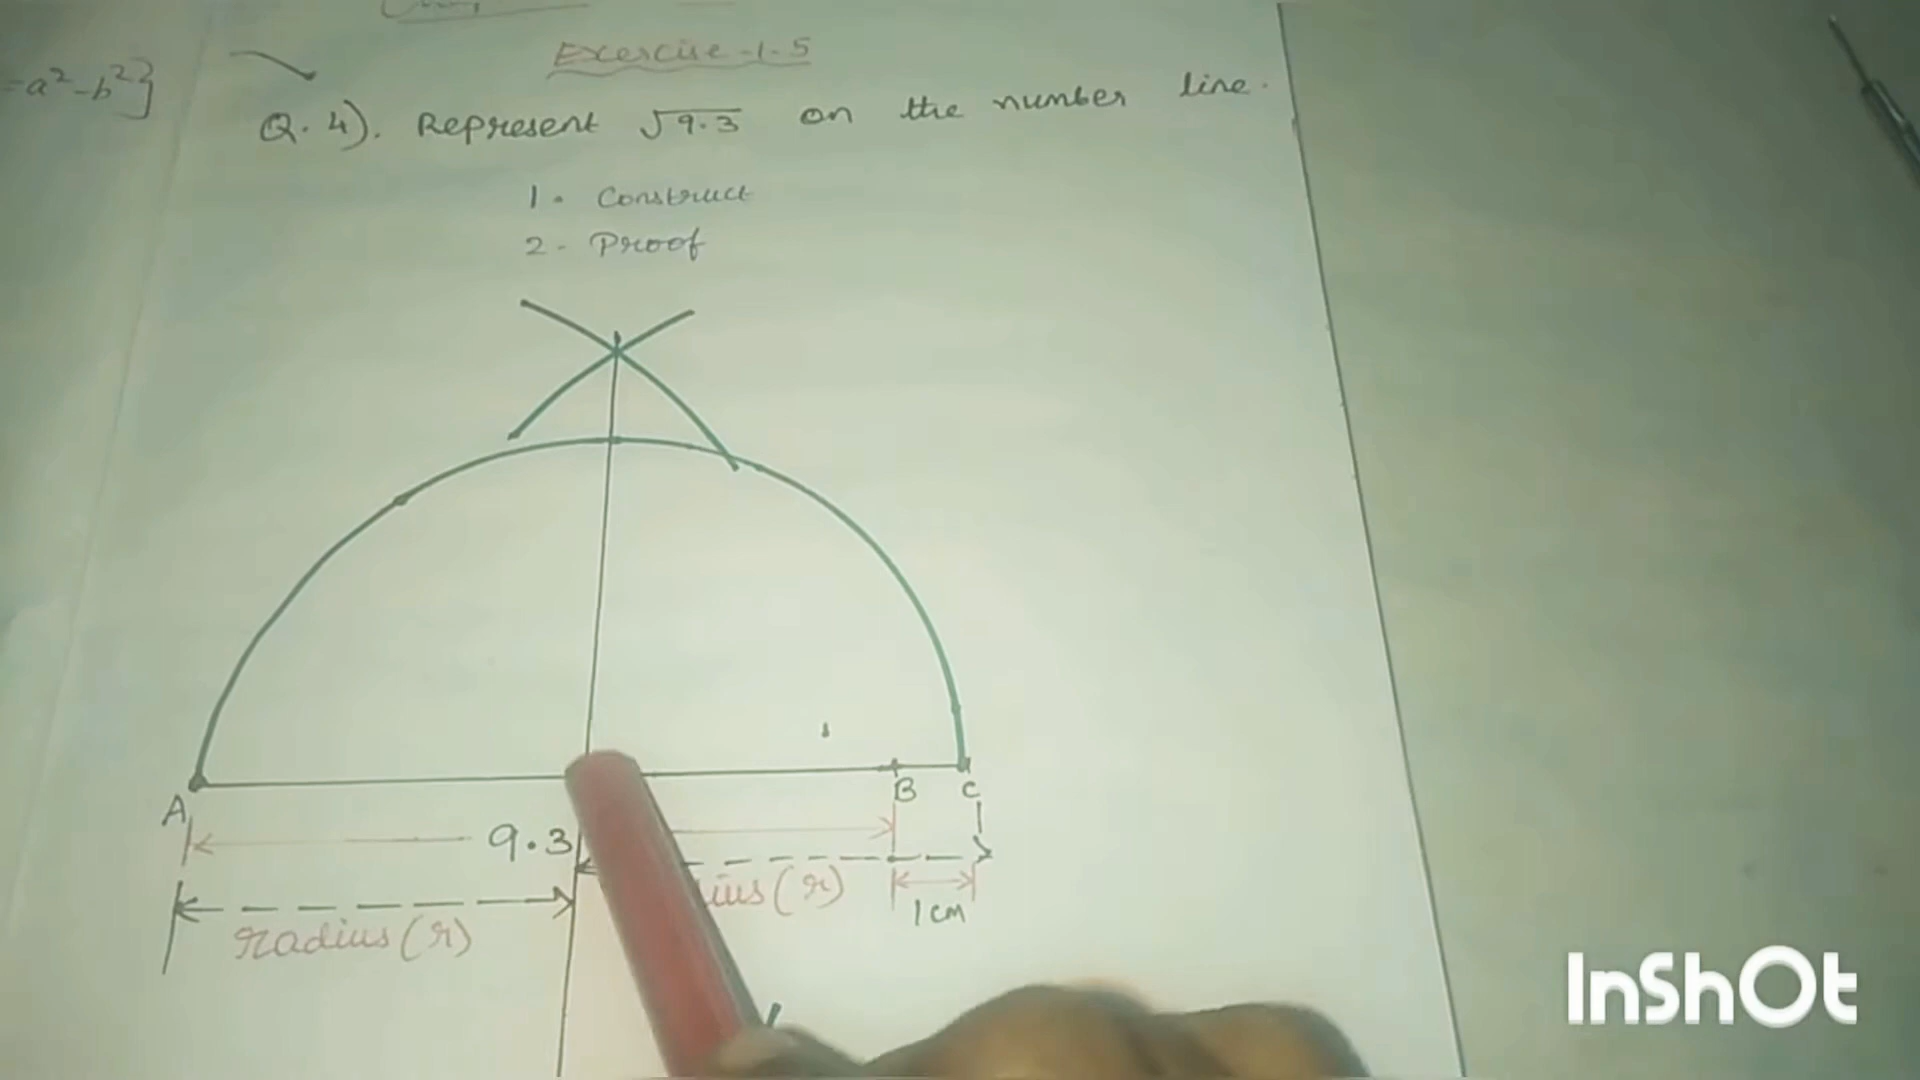 =a²-b²}
Exercise-1.5
Q.4). Represent √9.3 on the number line.
1. Construct
2- Proof
A
B
C
9.3
radius(r)
ius(r)
1cm
InShOt